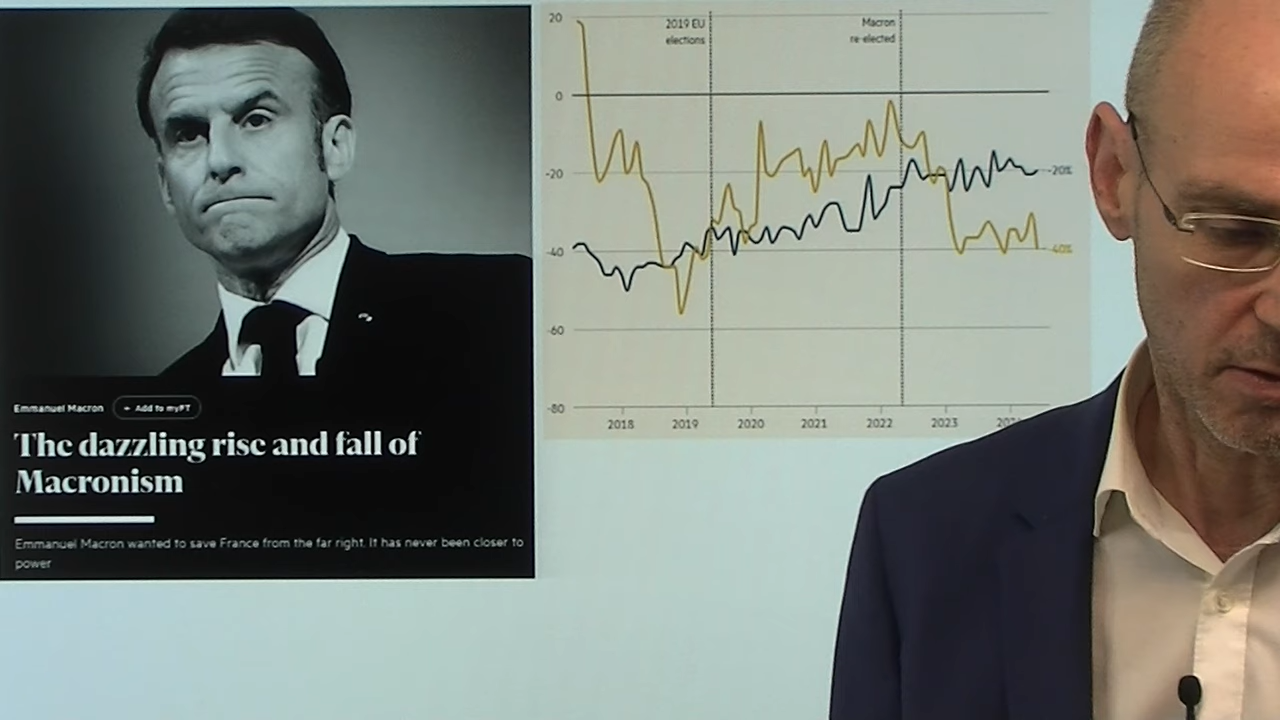 Emmanuel Macron
+ Add to myFT
The dazzling rise and fall of
Macronism
Emmanuel Macron wanted to save France from the far right. It has never been closer to
power
2019 EU
elections
Macron
re-elected
20
0
-20
-40
-60
-80
-20%
-40%
2018 2019 2020 2021 2022 2023